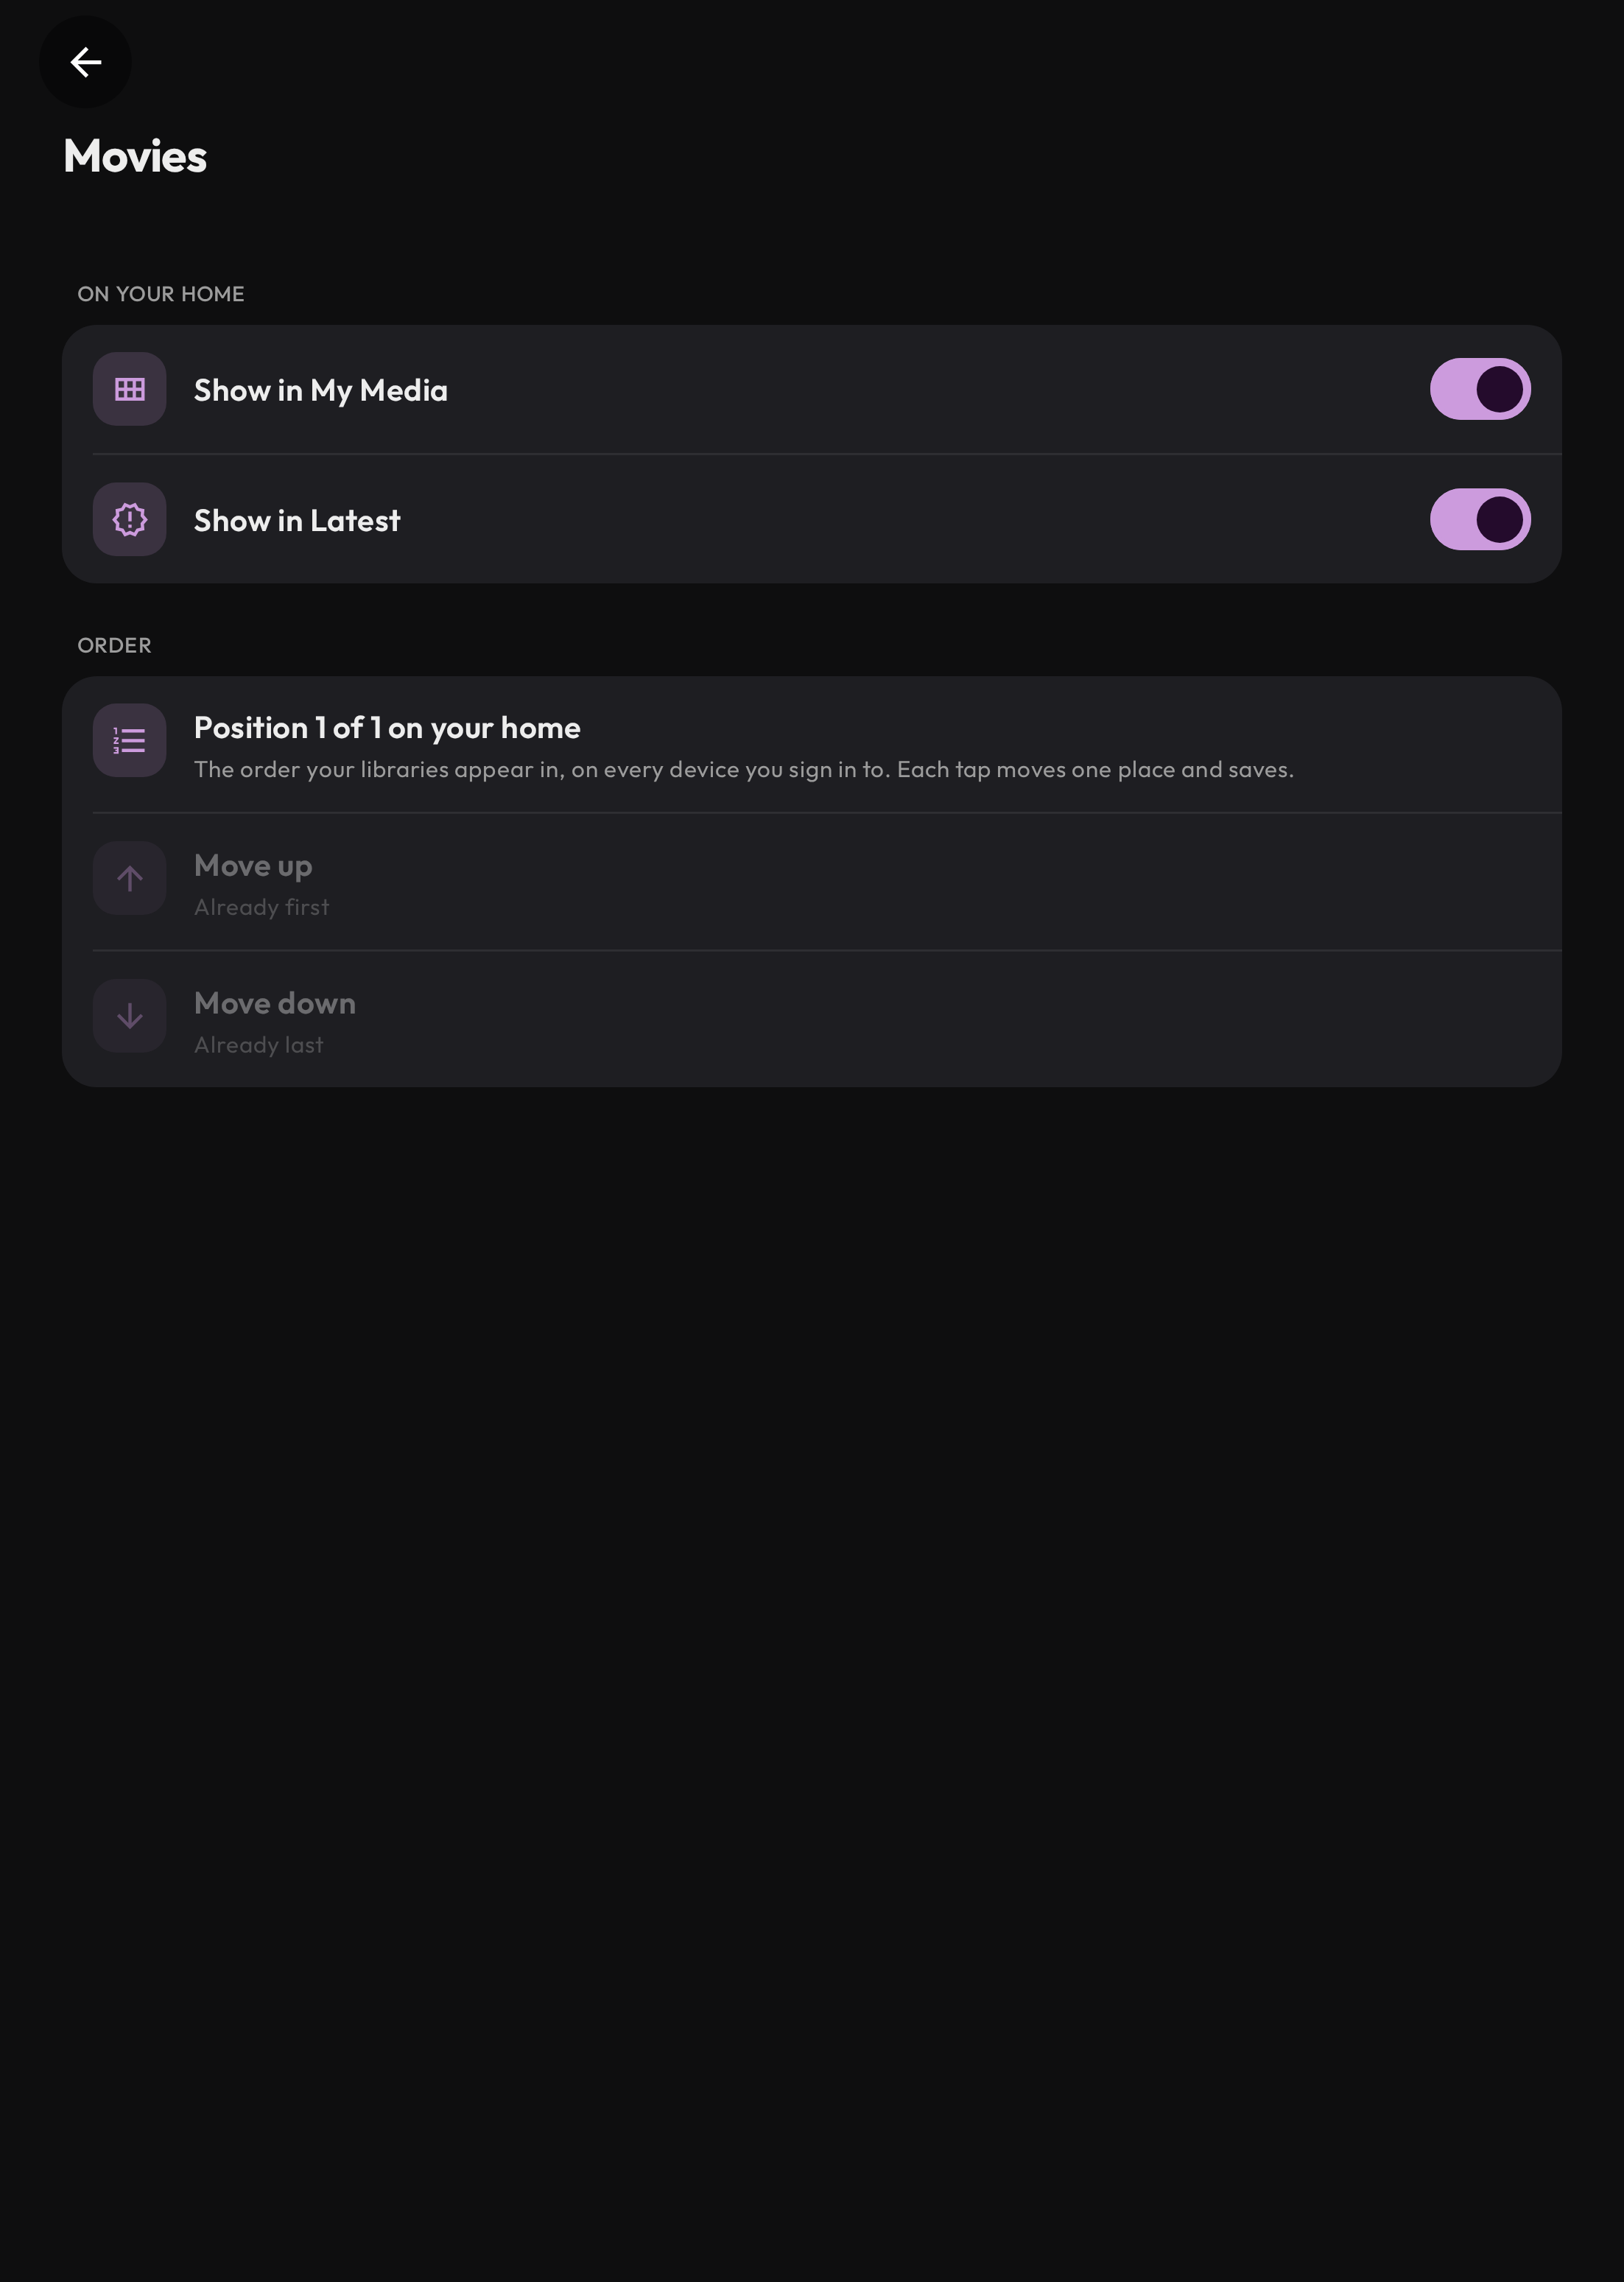 Movies
ON YOUR HOME
Show in My Media
Show in Latest
ORDER
Position 1 of 1 on your home
The order your libraries appear in, on every device you sign in to. Each tap moves one place and saves.
Move up
Already first
Move down
Already last